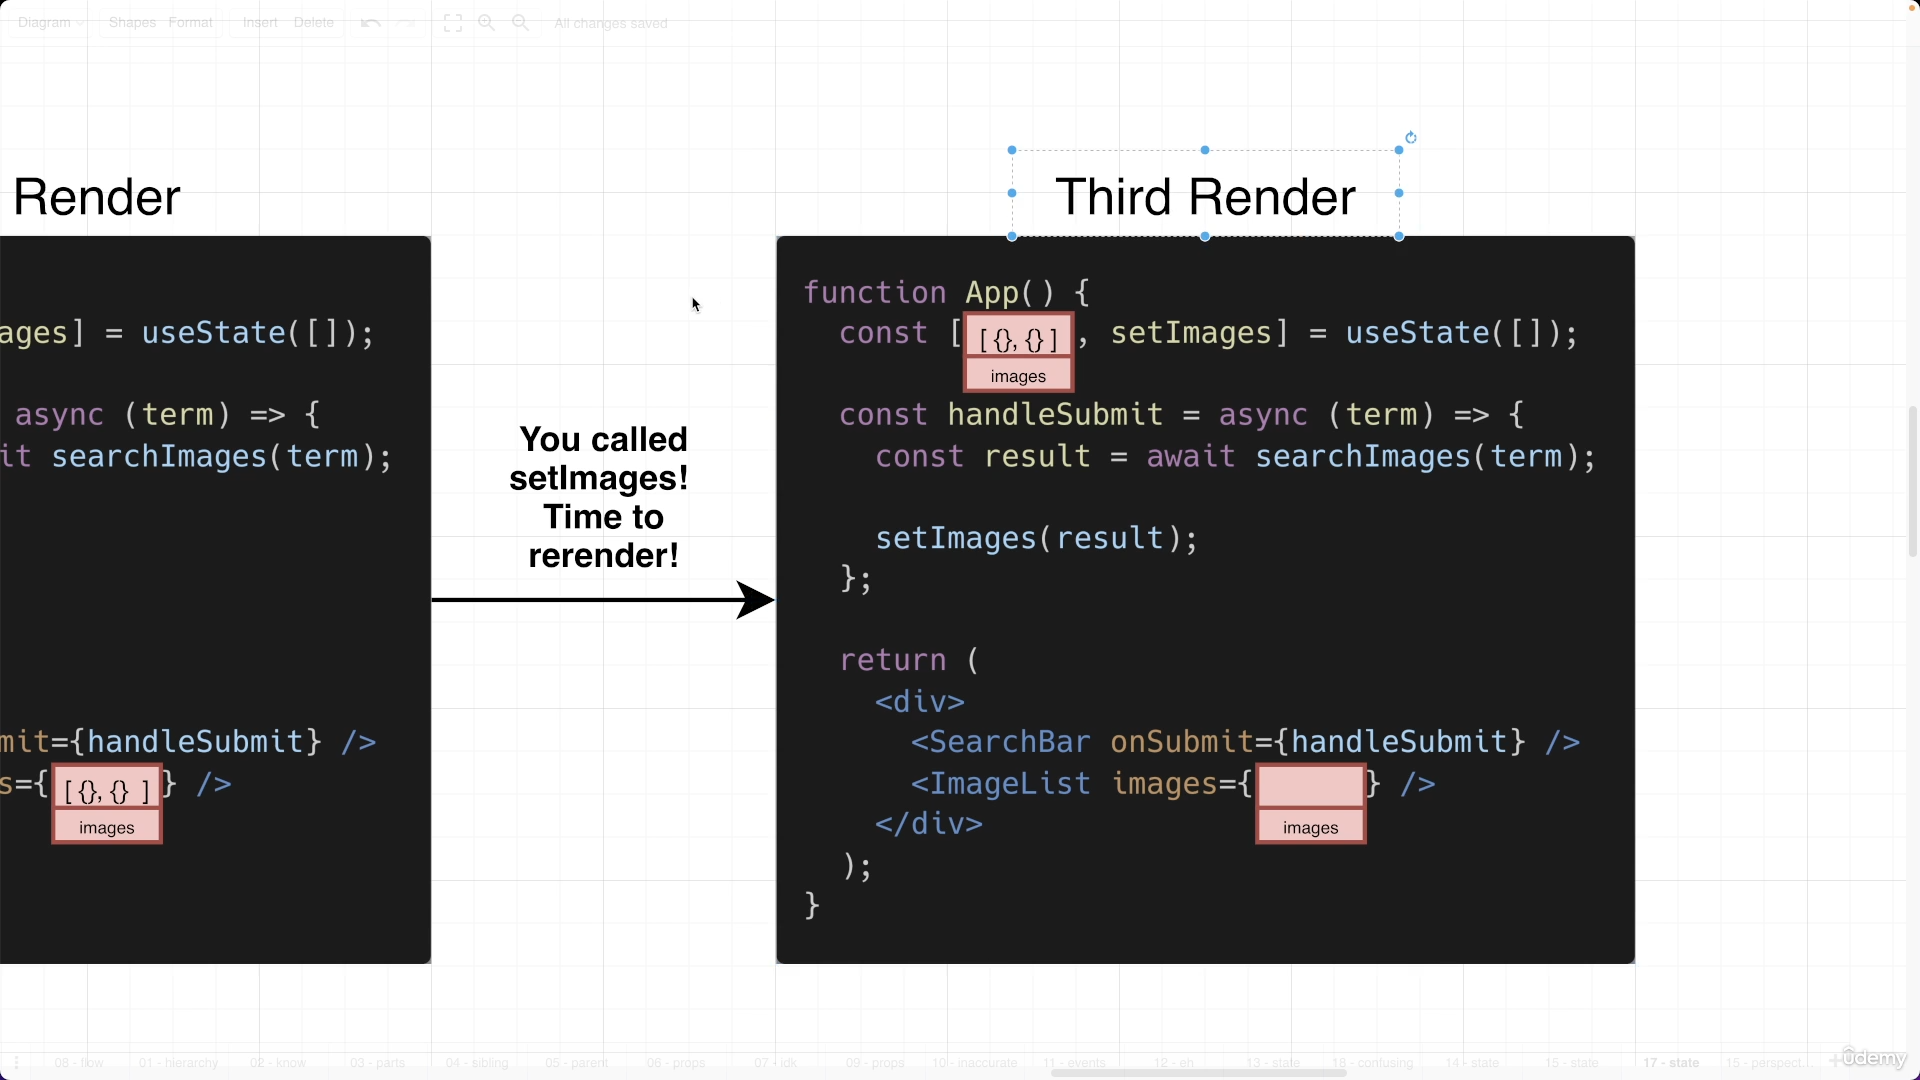 Diagram
Shapes
Format
Insert
Delete
All changes saved
Render
Third Render
ages] = useState([]);
async (term) => {
it searchImages(term);
mit={handleSubmit} />
s={[ {}, {} ]} />
images
You called
setImages!
Time to
rerender!
function App() {
const [[ {}, {} ], setImages] = useState([]);
images
const handleSubmit = async (term) => {
const result = await searchImages(term);
setImages(result);
};
return (
<div>
<SearchBar onSubmit={handleSubmit} />
<ImageList images={ } />
images
</div>
);
}
08 - flow
01 - hierarchy
02 - know
03 - parts
04 - sibling
05 - parent
06 - props
07 - idk
09 - props
10 - inaccurate
11 - events
12 - eh
13 - state
18 - confusing
14 - state
15 - state
17 - state
15 - perspect...
ûdemy